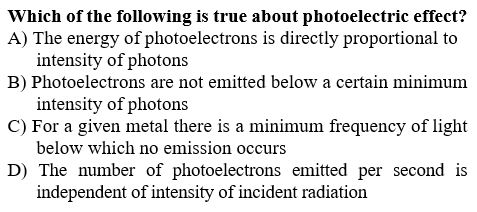 Which of the following is true about photoelectric effect?
A) The energy of photoelectrons is directly proportional to
intensity of photons
B) Photoelectrons are not emitted below a certain minimum
intensity of photons
C) For a given metal there is a minimum frequency of light
below which no emission occurs
D) The number of photoelectrons emitted per second is
independent of intensity of incident radiation